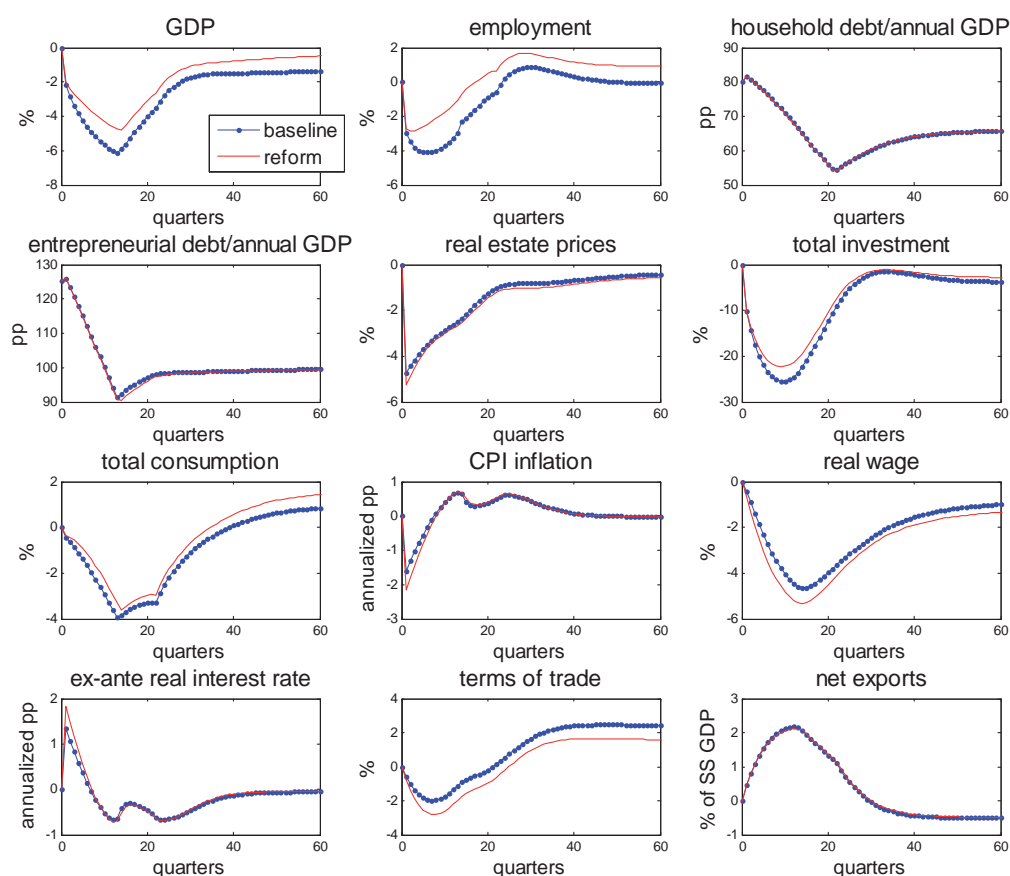 GDP
0
-2
-4
-6
-8
%
baseline
reform
0 20 40 60
quarters
employment
2
0
-2
-4
-6
0 20 40 60
quarters
household debt/annual GDP
90
80
70
60
50
pp
0 20 40 60
quarters
entrepreneurial debt/annual GDP
130
120
110
100
90
pp
0 20 40 60
quarters
real estate prices
0
-2
-4
-6
%
0 20 40 60
quarters
total investment
0
-10
-20
-30
%
0 20 40 60
quarters
total consumption
2
0
-2
-4
%
0 20 40 60
quarters
CPI inflation
1
0
1
2
3
annualized pp
0 20 40 60
quarters
real wage
0
-2
-4
-6
%
0 20 40 60
quarters
ex-ante real interest rate
2
1
0
-1
annualized pp
0 20 40 60
quarters
terms of trade
4
2
0
2
4
%
0 20 40 60
quarters
net exports
3
2
1
0
-1
% of SS GDP
0 20 40 60
quarters